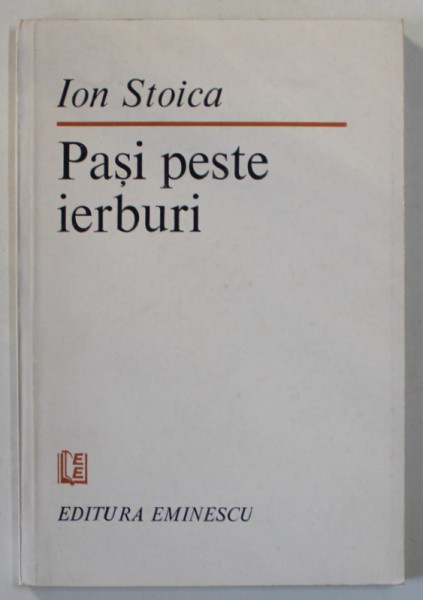 Ion Stoica
Pași peste
ierburi
E
E
EDITURA EMINESCU